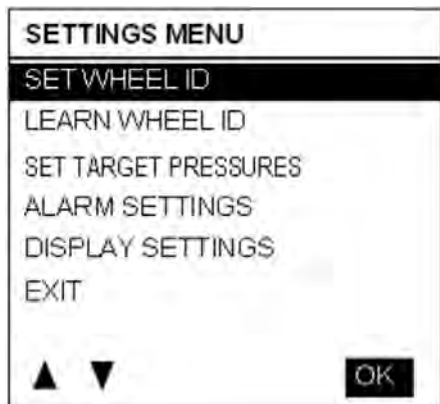 SETTINGS MENU
SET WHEEL ID
LEARN WHEEL ID
SET TARGET PRESSURES
ALARM SETTINGS
DISPLAY SETTINGS
EXIT
▲ ▼ OK